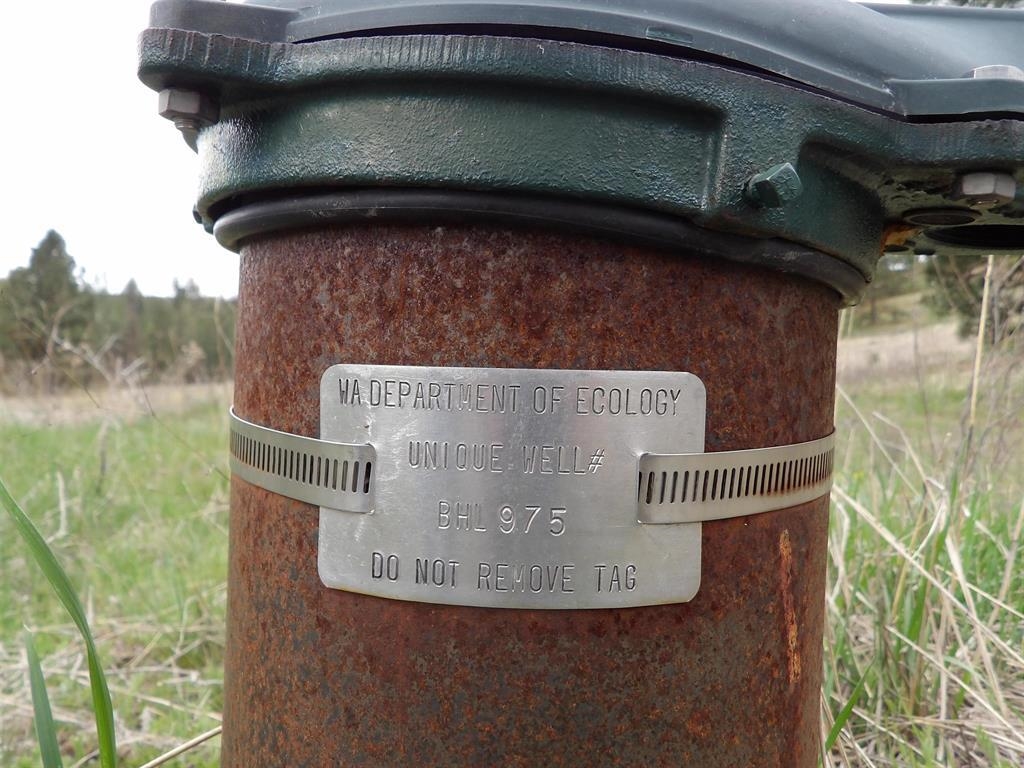 WA DEPARTMENT OF ECOLOGY
UNIQUE WELL#
BHL 975
DO NOT REMOVE TAG